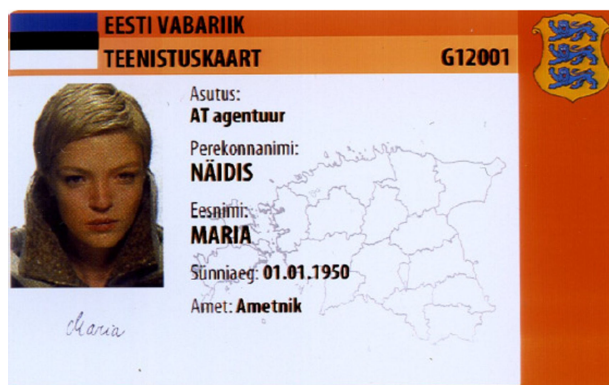 EESTI VABARIIK
TEENISTUSKAART G12001
Asutus:
AT agentuur
Perekonnanimi:
NÄIDIS
Eesnimi:
MARIA
Sünniaeg: 01.01.1950
Amet: Ametnik
Maria